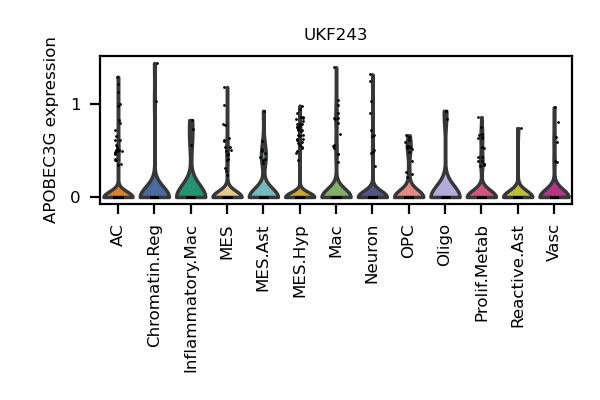 UKF243
APOBEC3G expression
1
0
AC
Chromatin.Reg
Inflammatory.Mac
MES
MES.Ast
MES.Hyp
Mac
Neuron
OPC
Oligo
Prolif.Metab
Reactive.Ast
Vasc